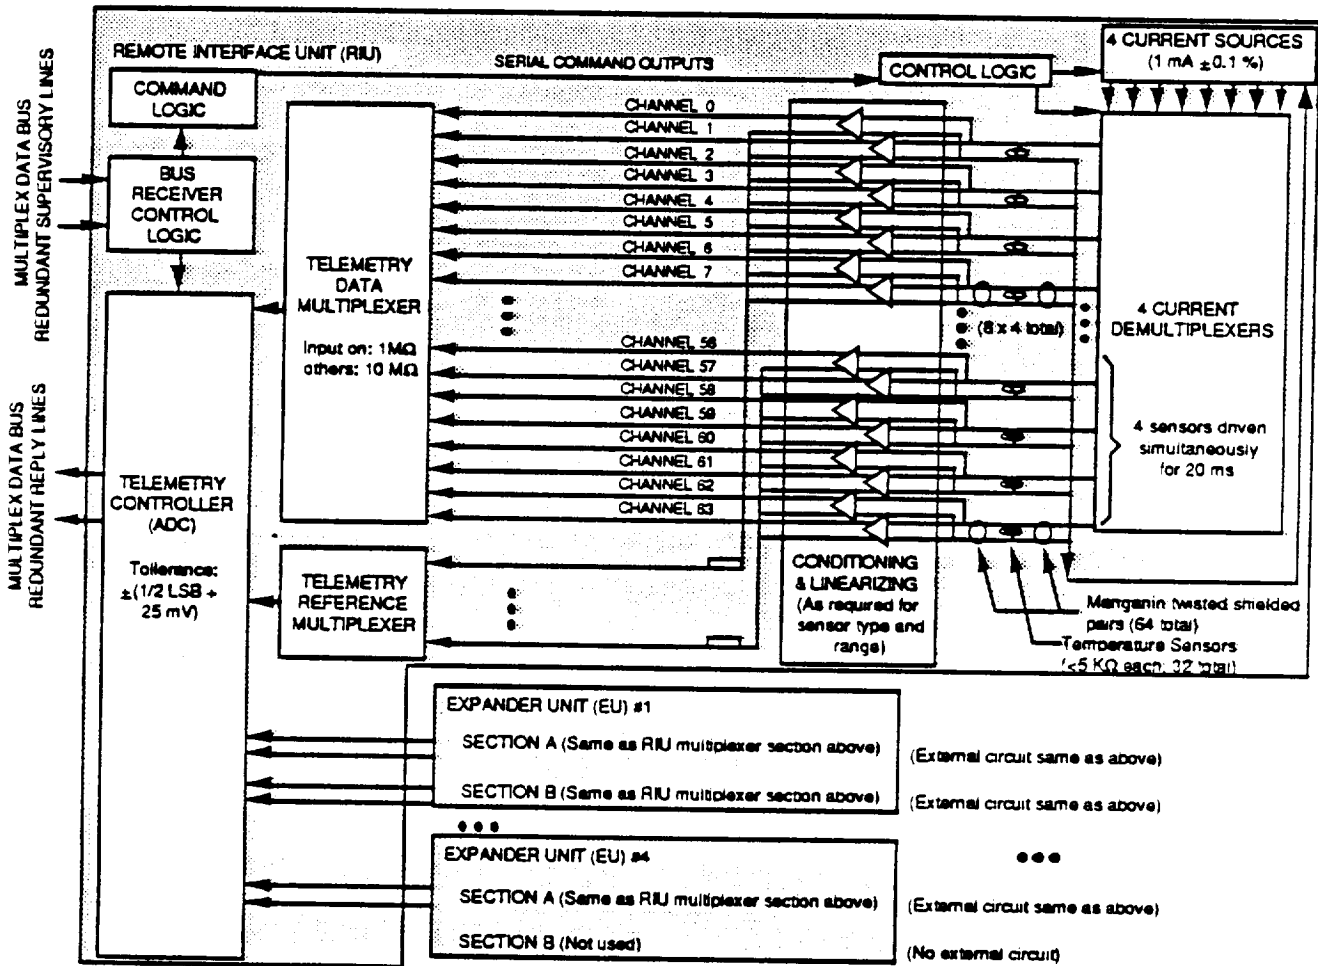 REMOTE INTERFACE UNIT (RIU)
SERIAL COMMAND OUTPUTS
CONTROL LOGIC
4 CURRENT SOURCES
(1 mA ±0.1 %)
COMMAND
LOGIC
BUS
RECEIVER
CONTROL
LOGIC
MULTIPLEX DATA BUS
REDUNDANT SUPERVISORY LINES
MULTIPLEX DATA BUS
REDUNDANT REPLY LINES
TELEMETRY
CONTROLLER
(ADC)
Tollerance:
±(1/2 LSB +
25 mV)
TELEMETRY
DATA
MULTIPLEXER
Input on: 1MΩ
others: 10 MΩ
TELEMETRY
REFERENCE
MULTIPLEXER
CHANNEL 0
CHANNEL 1
CHANNEL 2
CHANNEL 3
CHANNEL 4
CHANNEL 5
CHANNEL 6
CHANNEL 7
CHANNEL 56
CHANNEL 57
CHANNEL 58
CHANNEL 59
CHANNEL 60
CHANNEL 61
CHANNEL 62
CHANNEL 63
(8 x 4 total)
4 CURRENT
DEMULTIPLEXERS
4 sensors driven
simultaneously
for 20 ms
CONDITIONING
& LINEARIZING
(As required for
sensor type and
range)
Manganin twisted shielded
pairs (64 total)
Temperature Sensors
(<5 KΩ each; 32 total)
EXPANDER UNIT (EU) #1
SECTION A (Same as RIU multiplexer section above)
(External circuit same as above)
SECTION B (Same as RIU multiplexer section above)
(External circuit same as above)
EXPANDER UNIT (EU) #4
SECTION A (Same as RIU multiplexer section above)
(External circuit same as above)
SECTION B (Not used)
(No external circuit)